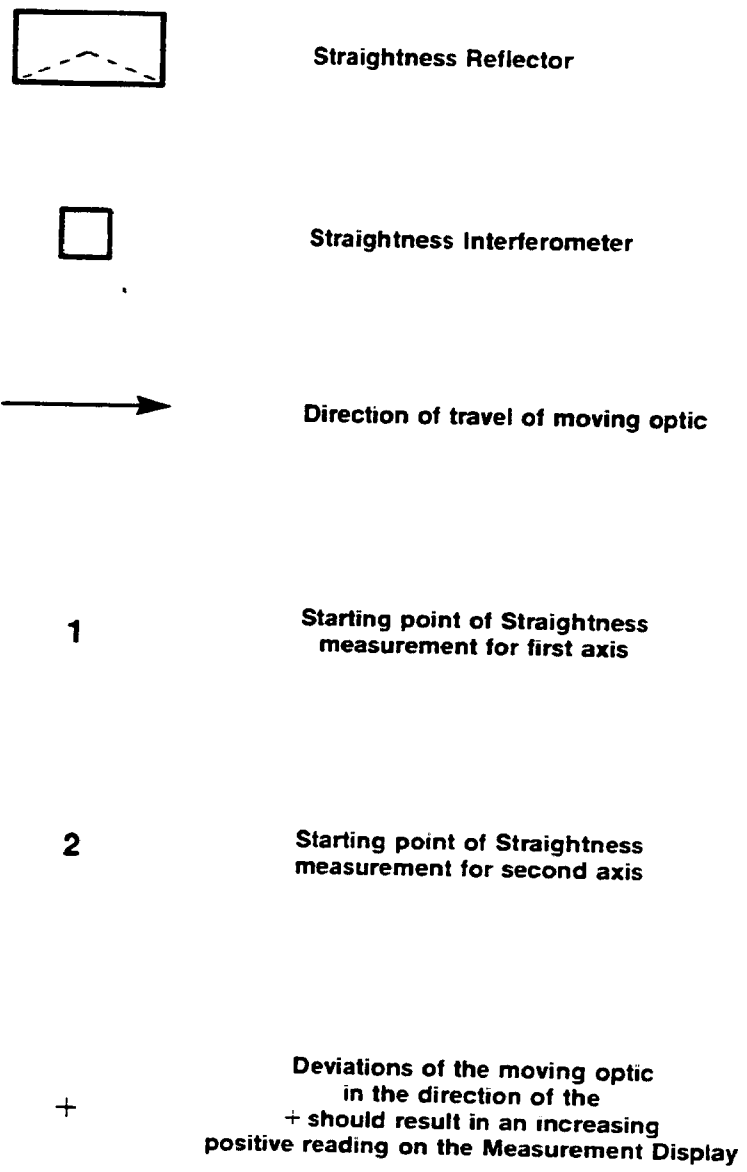 Straightness Reflector
Straightness Interferometer
Direction of travel of moving optic
1
Starting point of Straightness
measurement for first axis
2
Starting point of Straightness
measurement for second axis
+
Deviations of the moving optic
in the direction of the
+ should result in an increasing
positive reading on the Measurement Display